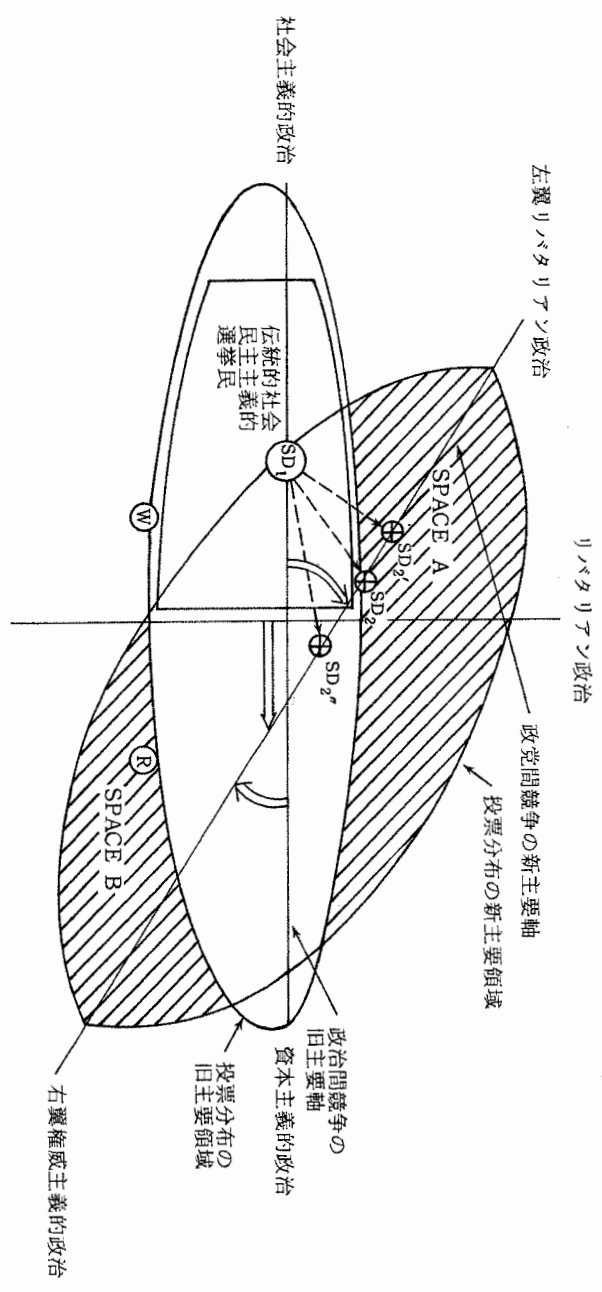 社会主義的政治
左翼リバタリアン政治
リバタリアン政治
政党間競争の新主要軸
投票分布の新主要領域
SPACE A
伝統的社会
民主主義的
選挙民
SD₁
SD₂′
SD₂
SD₂″
W
R
SPACE B
政治間競争の
旧主要軸
資本主義的政治
投票分布の
旧主要領域
右翼権威主義的政治